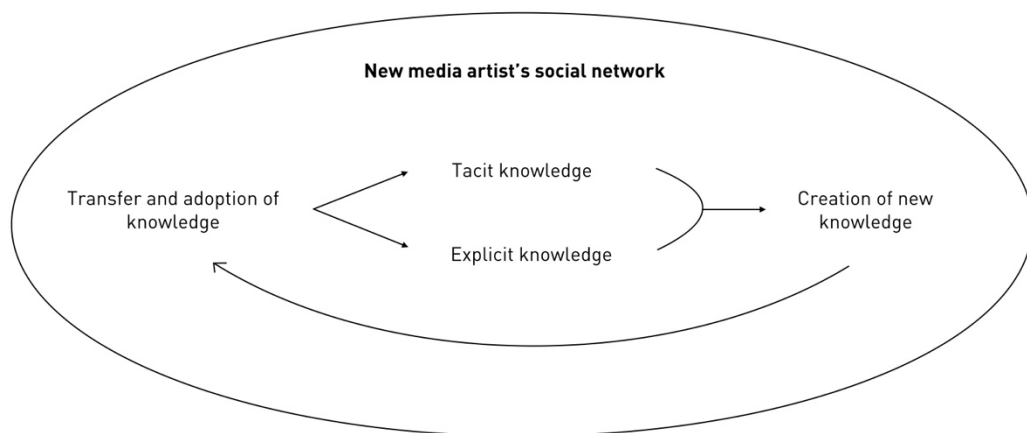 New media artist’s social network
Transfer and adoption of
knowledge
Tacit knowledge
Explicit knowledge
Creation of new
knowledge